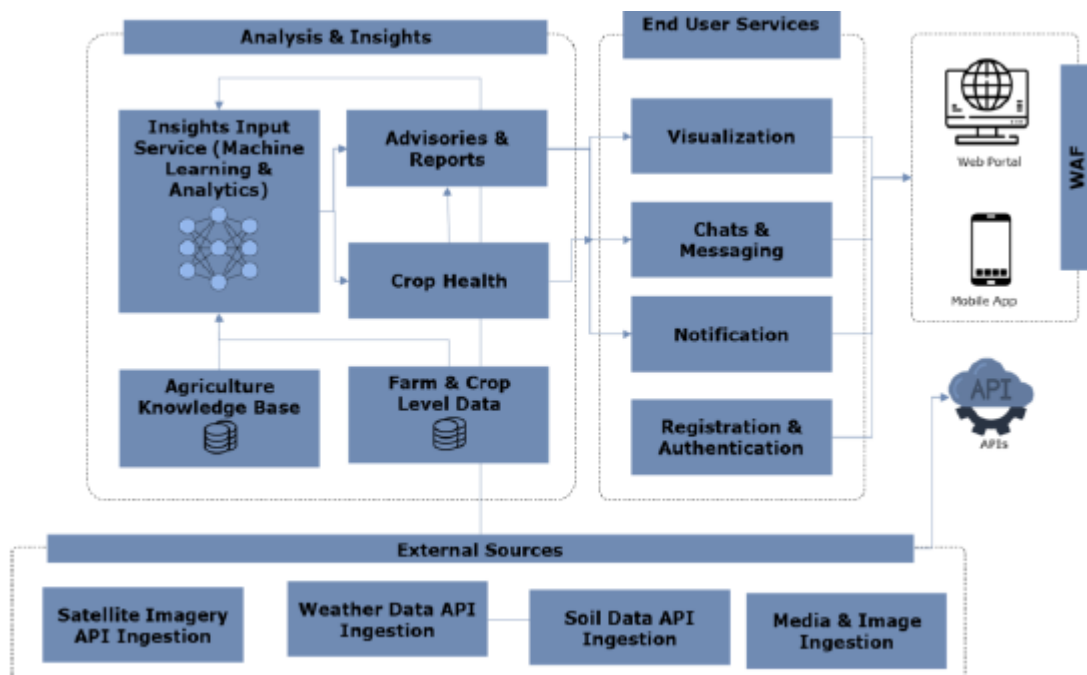 Analysis & Insights
Insights Input
Service (Machine
Learning &
Analytics)
Advisories &
Reports
Crop Health
Agriculture
Knowledge Base
Farm & Crop
Level Data
End User Services
Visualization
Chats &
Messaging
Notification
Registration &
Authentication
Web Portal
Mobile App
WAF
API
APIs
External Sources
Satellite Imagery
API Ingestion
Weather Data API
Ingestion
Soil Data API
Ingestion
Media & Image
Ingestion